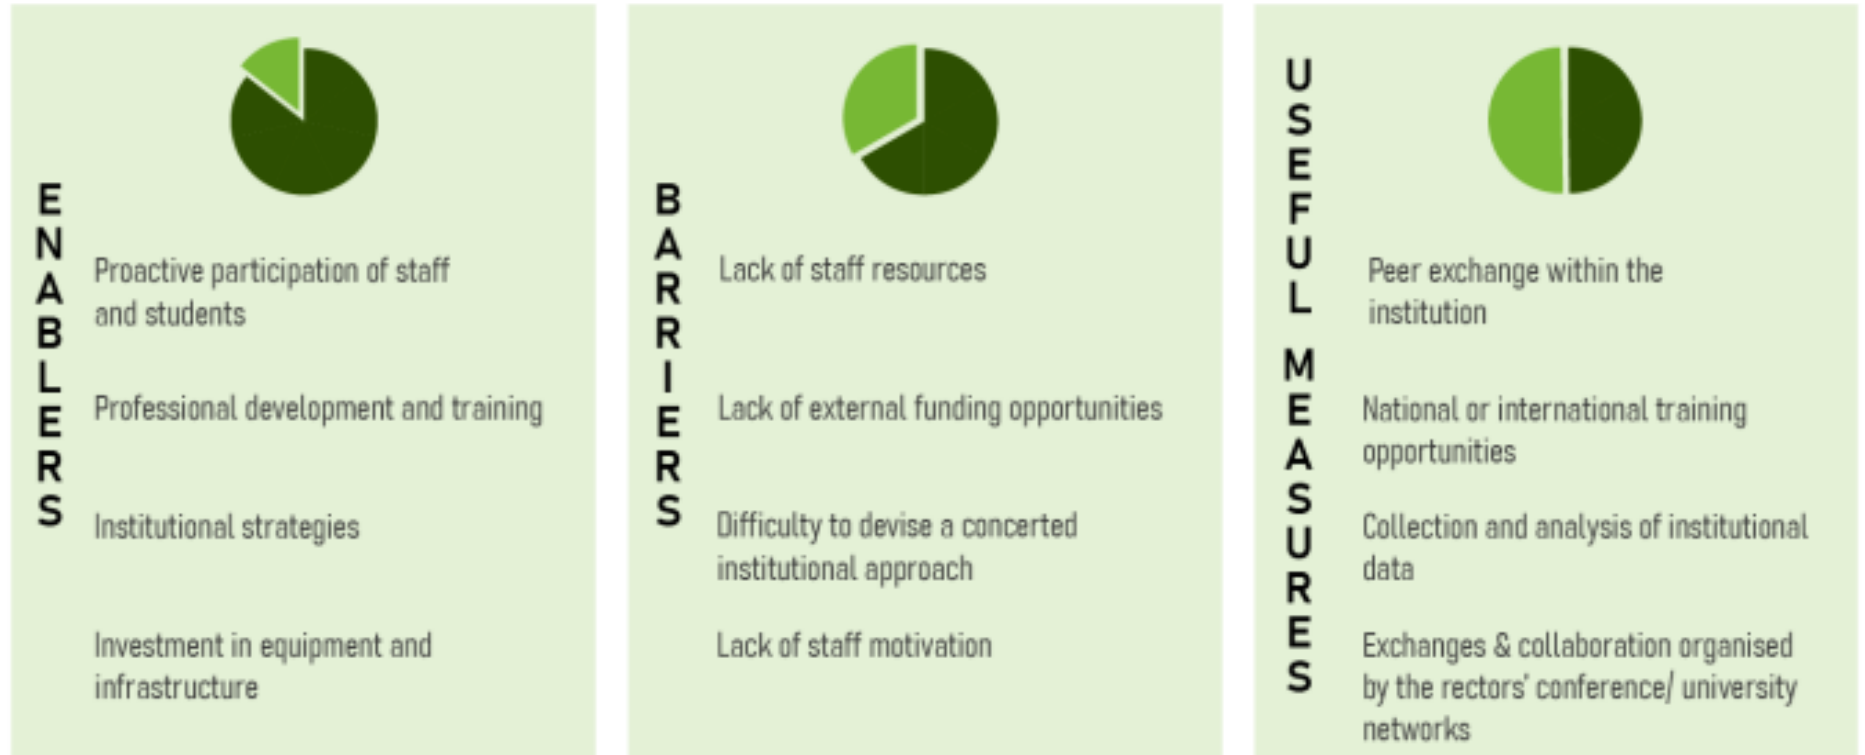 ENABLERS
Proactive participation of staff
and students
Professional development and training
Institutional strategies
Investment in equipment and
infrastructure
BARRIERS
Lack of staff resources
Lack of external funding opportunities
Difficulty to devise a concerted
institutional approach
Lack of staff motivation
USEFUL MEASURES
Peer exchange within the
institution
National or international training
opportunities
Collection and analysis of institutional
data
Exchanges & collaboration organised
by the rectors' conference/ university
networks